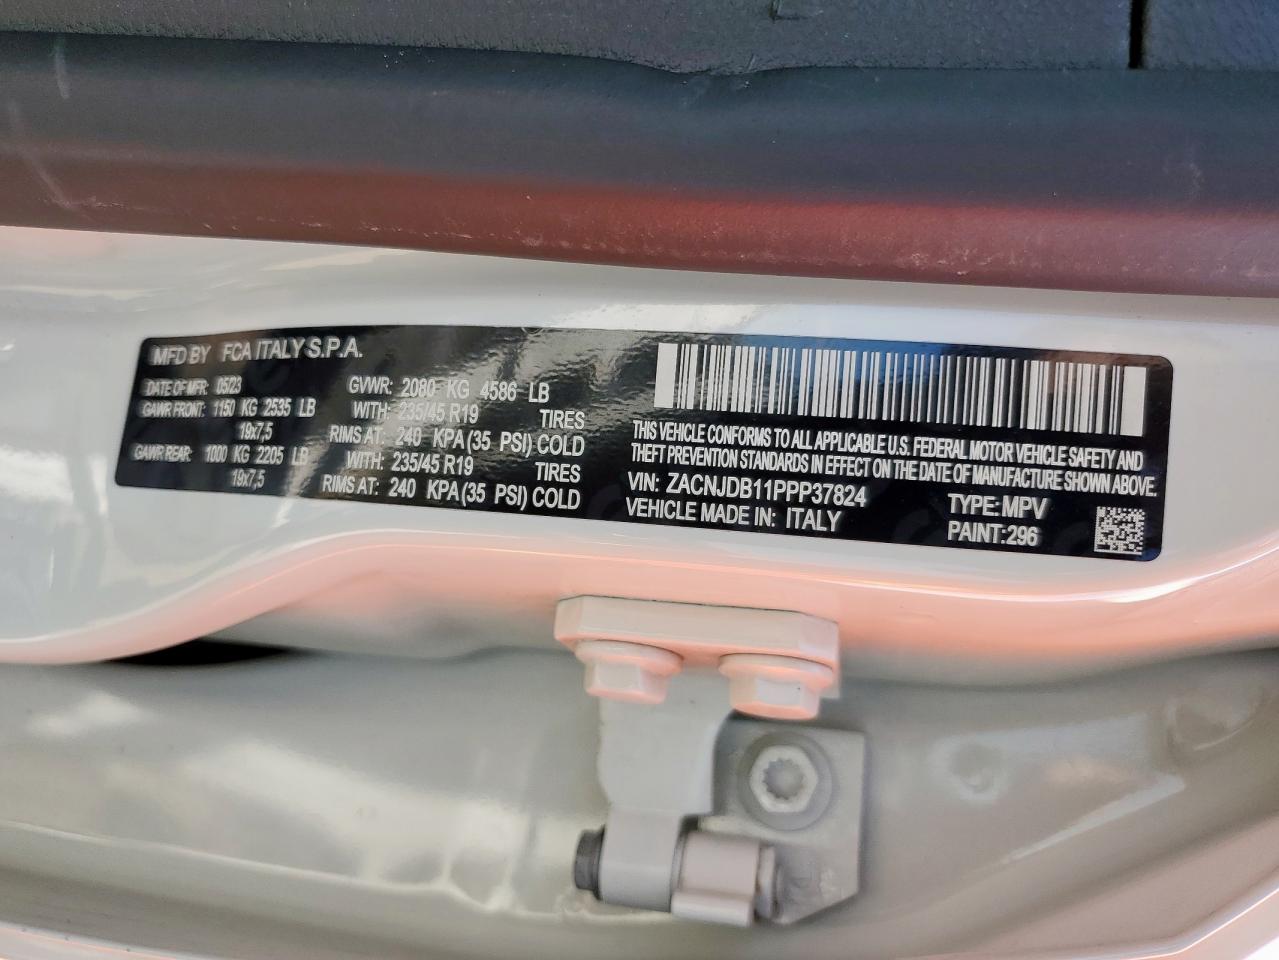 MFD BY FCA ITALY S.P.A.
DATE OF MFR: 05/23 GVWR: 2080 KG 4586 LB
GAWR FRONT: 1150 KG 2535 LB WITH: 235/45 R19 TIRES
19x7,5 RIMS AT: 240 KPA (35 PSI) COLD
GAWR REAR: 1000 KG 2205 LB WITH: 235/45 R19 TIRES
19x7,5 RIMS AT: 240 KPA (35 PSI) COLD
THIS VEHICLE CONFORMS TO ALL APPLICABLE U.S. FEDERAL MOTOR VEHICLE SAFETY AND
THEFT PREVENTION STANDARDS IN EFFECT ON THE DATE OF MANUFACTURE SHOWN ABOVE.
VIN: ZACNJDB11PPP37824 TYPE: MPV
VEHICLE MADE IN: ITALY PAINT:296